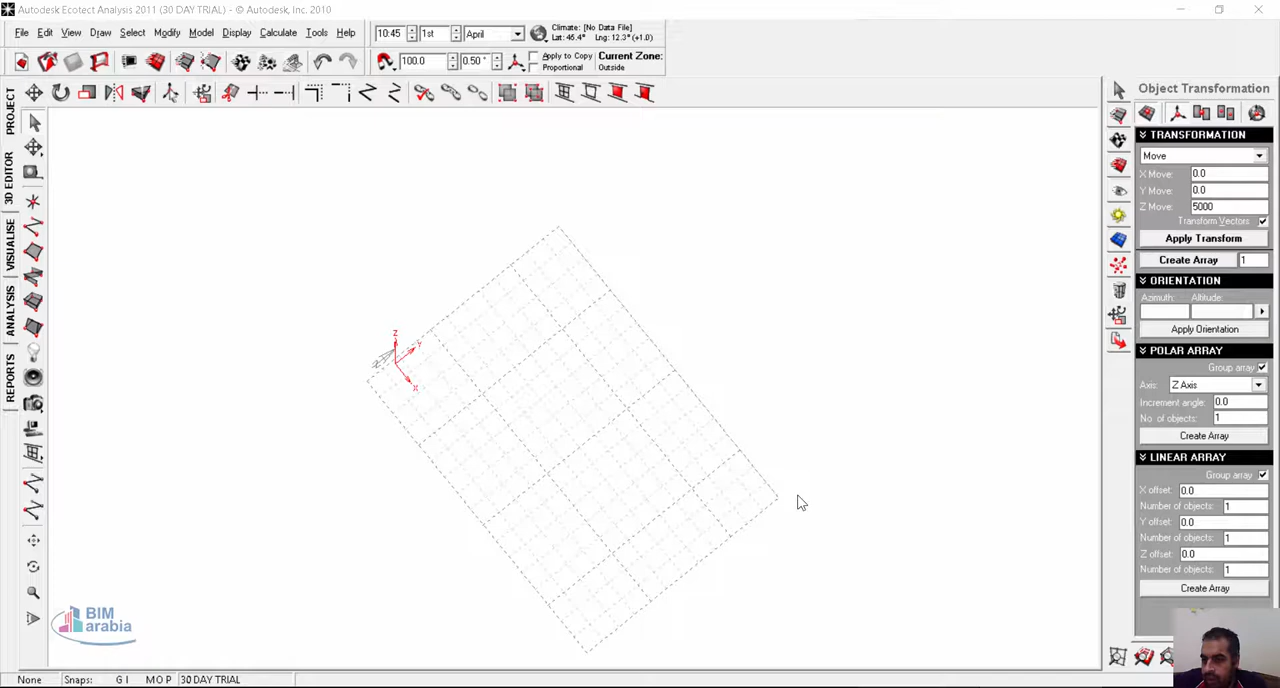 Autodesk Ecotect Analysis 2011 (30 DAY TRIAL) - © Autodesk, Inc. 2010
File Edit View Draw Select Modify Model Display Calculate Tools Help
10:45 1st April
Climate: [No Data File]
Lat: 45.4° Lng: 12.3° (+1.0)
100.0 0.50 °
Apply to Copy
Proportional
Current Zone:
Outside
PROJECT
3D EDITOR
VISUALISE
ANALYSIS
REPORTS
Z
Y
X
N
BIM
arabia
Object Transformation
TRANSFORMATION
Move
X Move: 0.0
Y Move: 0.0
Z Move: 5000
Transform Vectors
Apply Transform
Create Array 1
ORIENTATION
Azimuth: Altitude:
Apply Orientation
POLAR ARRAY
Group array
Axis: Z Axis
Increment angle: 0.0
No. of objects: 1
Create Array
LINEAR ARRAY
Group array
X offset: 0.0
Number of objects: 1
Y offset: 0.0
Number of objects: 1
Z offset: 0.0
Number of objects: 1
Create Array
None Snaps: G I M O P 30 DAY TRIAL